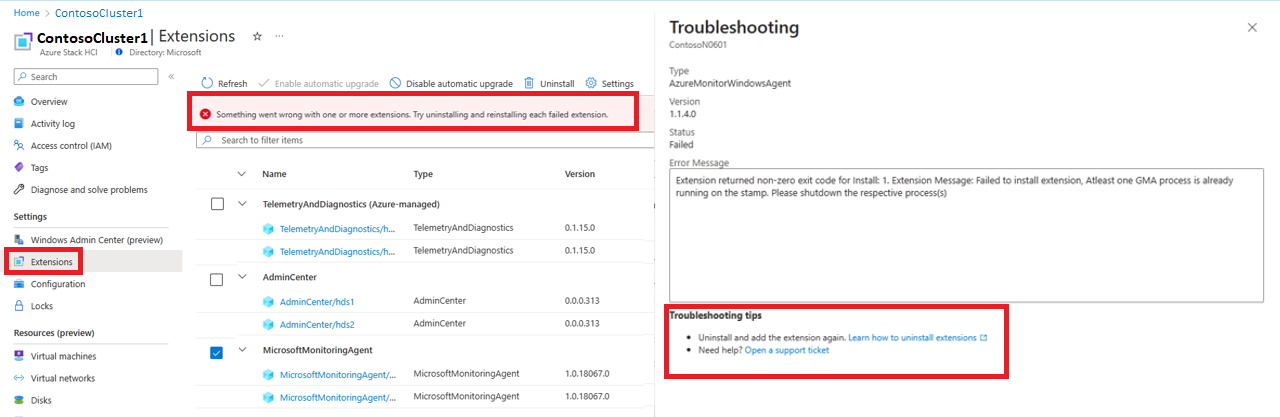 Home > ContosoCluster1
ContosoCluster1 | Extensions ☆ ...
Azure Stack HCI | Directory: Microsoft
Search «
Overview
Activity log
Access control (IAM)
Tags
Diagnose and solve problems
Settings
Windows Admin Center (preview)
Extensions
Configuration
Locks
Resources (preview)
Virtual machines
Virtual networks
Disks
Refresh Enable automatic upgrade Disable automatic upgrade Uninstall Settings
Something went wrong with one or more extensions. Try uninstalling and reinstalling each failed extension.
Search to filter items
Name Type Version
TelemetryAndDiagnostics (Azure-managed)
TelemetryAndDiagnostics/h... TelemetryAndDiagnostics 0.1.15.0
TelemetryAndDiagnostics/h... TelemetryAndDiagnostics 0.1.15.0
AdminCenter
AdminCenter/hds1 AdminCenter 0.0.0.313
AdminCenter/hds2 AdminCenter 0.0.0.313
MicrosoftMonitoringAgent
MicrosoftMonitoringAgent/... MicrosoftMonitoringAgent 1.0.18067.0
MicrosoftMonitoringAgent/... MicrosoftMonitoringAgent 1.0.18067.0
Troubleshooting
ContosoN0601
Type
AzureMonitorWindowsAgent
Version
1.1.4.0
Status
Failed
Error Message
Extension returned non-zero exit code for Install: 1. Extension Message: Failed to install extension, Atleast one GMA process is already
running on the stamp. Please shutdown the respective process(s)
Troubleshooting tips
• Uninstall and add the extension again. Learn how to uninstall extensions
• Need help? Open a support ticket